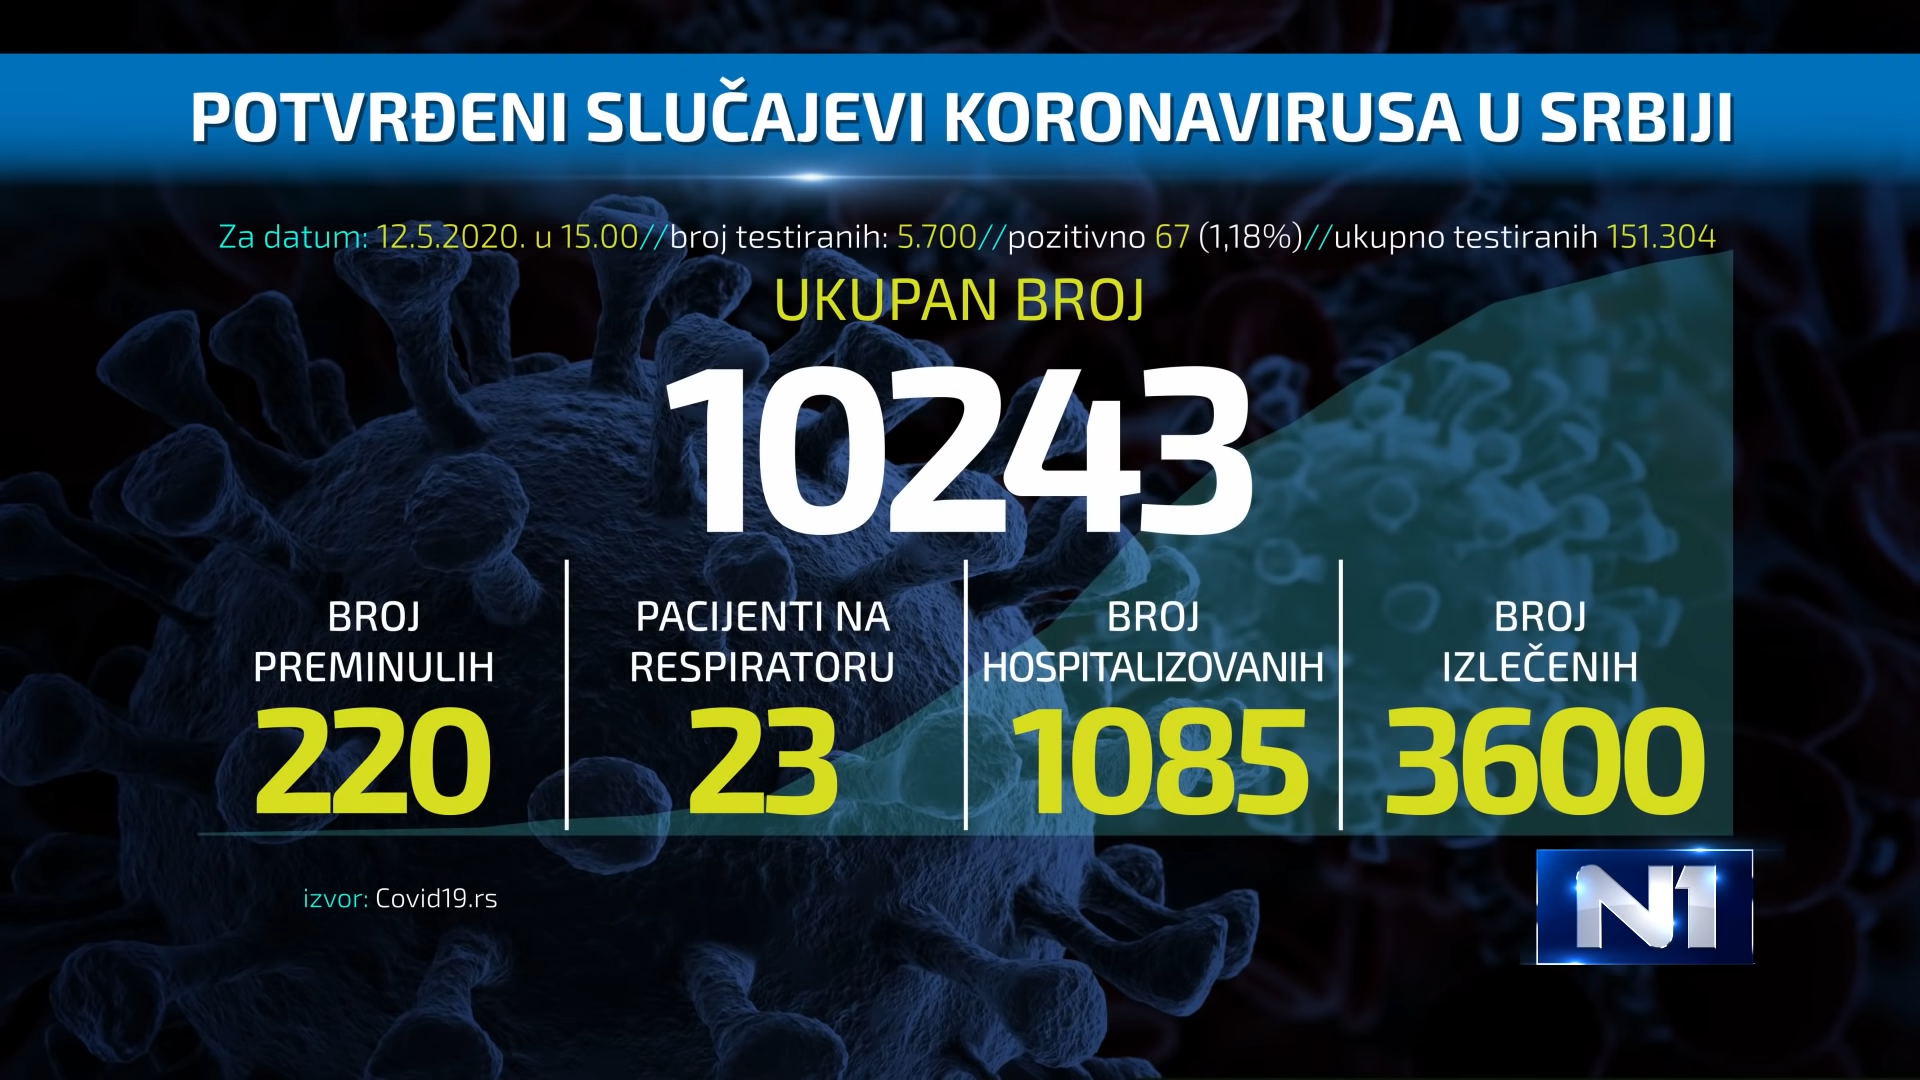 POTVRĐENI SLUČAJEVI KORONAVIRUSA U SRBIJI
Za datum: 12.5.2020. u 15.00//broj testiranih: 5.700//pozitivno 67 (1,18%)//ukupno testiranih 151.304
UKUPAN BROJ
10243
BROJ
PREMINULIH
220
PACIJENTI NA
RESPIRATORU
23
BROJ
HOSPITALIZOVANIH
1085
BROJ
IZLEČENIH
3600
izvor: Covid19.rs
N1